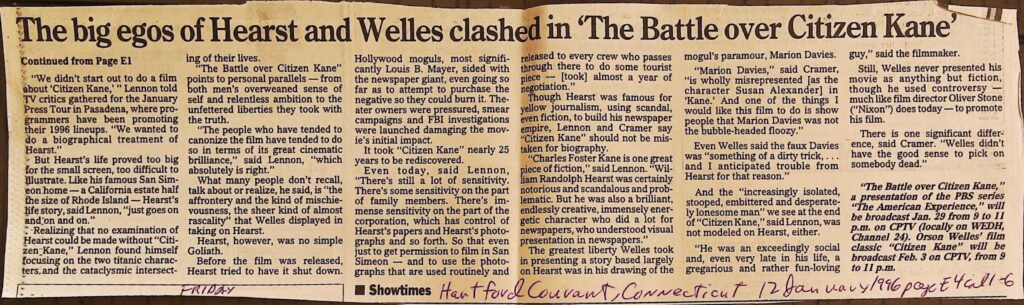 The big egos of Hearst and Welles clashed in ‘The Battle over Citizen Kane’
Continued from Page E1
"We didn't start out to do a film
about 'Citizen Kane,' " Lennon told
TV critics gathered for the January
Press Tour in Pasadena, where pro-
grammers have been promoting
their 1996 lineups. "We wanted to
do a biographical treatment of
Hearst."
But Hearst's life proved too big
for the small screen, too difficult to
illustrate. Like his famous San Sim-
eon home — a California estate half
the size of Rhode Island — Hearst's
life story, said Lennon, "just goes on
and on and on."
Realizing that no examination of
Hearst could be made without "Cit-
izen Kane," Lennon found himself
focusing on the two titanic charac-
ters, and the cataclysmic intersect-
ing of their lives.
"The Battle over Citizen Kane"
points to personal parallels — from
both men's overweaned sense of
self and relentless ambition to the
unfettered liberties they took with
the truth.
"The people who have tended to
canonize the film have tended to do
so in terms of its great cinematic
brilliance," said Lennon, "which
absolutely is right."
What many people don't recall,
talk about or realize, he said, is "the
affrontery and the kind of mischie-
vousness, the sheer kind of almost
rascality" that Welles displayed in
taking on Hearst.
Hearst, however, was no simple
Goliath.
Before the film was released,
Hearst tried to have it shut down.
Hollywood moguls, most signifi-
cantly Louis B. Mayer, sided with
the newspaper giant, even going so
far as to attempt to purchase the
negative so they could burn it. The-
ater owners were pressured, smear
campaigns and FBI investigations
were launched damaging the mov-
ie's initial impact.
It took "Citizen Kane" nearly 25
years to be rediscovered.
Even today, said Lennon,
"There's still a lot of sensitivity.
There's some sensitivity on the part
of family members. There's im-
mense sensitivity on the part of the
corporation, which has control of
Hearst's papers and Hearst's photo-
graphs and so forth. So that even
just to get permission to film in San
Simeon — and to use the photo-
graphs that are used routinely and
released to every crew who passes
through there to do some tourist
piece — [took] almost a year of
negotiation."
Though Hearst was famous for
yellow journalism, using scandal,
even fiction, to build his newspaper
empire, Lennon and Cramer say
"Citizen Kane" should not be mis-
taken for biography.
"Charles Foster Kane is one great
piece of fiction," said Lennon. "Wil-
liam Randolph Hearst was certainly
notorious and scandalous and prob-
lematic. But he was also a brilliant,
endlessly creative, immensely ener-
getic character who did a lot for
newspapers, who understood visual
presentation in newspapers."
The greatest liberty Welles took
in presenting a story based largely
on Hearst was in his drawing of the
mogul's paramour, Marion Davies.
"Marion Davies," said Cramer,
"is wholly misrepresented [as the
character Susan Alexander] in
'Kane.' And one of the things I
would like this film to do is show
people that Marion Davies was not
the bubble-headed floozy."
Even Welles said the faux Davies
was "something of a dirty trick, . . .
and I anticipated trouble from
Hearst for that reason."
And the "increasingly isolated,
stooped, embittered and desperate-
ly lonesome man" we see at the end
of "Citizen Kane," said Lennon, was
not modeled on Hearst, either.
"He was an exceedingly social
and, even very late in his life, a
gregarious and rather fun-loving
guy," said the filmmaker.
Still, Welles never presented his
movie as anything but fiction,
though he used controversy —
much like film director Oliver Stone
("Nixon") does today — to promote
his film.
There is one significant differ-
ence, said Cramer. "Welles didn't
have the good sense to pick on
somebody dead."
"The Battle over Citizen Kane,"
a presentation of the PBS series
"The American Experience," will
be broadcast Jan. 29 from 9 to 11
p.m. on CPTV (locally on WEDH,
Channel 24). Orson Welles' film
classic "Citizen Kane" will be
broadcast Feb. 3 on CPTV, from 9
to 11 p.m.
FRIDAY
■ Showtimes
Hartford Courant, Connecticut 12 January 1996 page E4 col 1-6